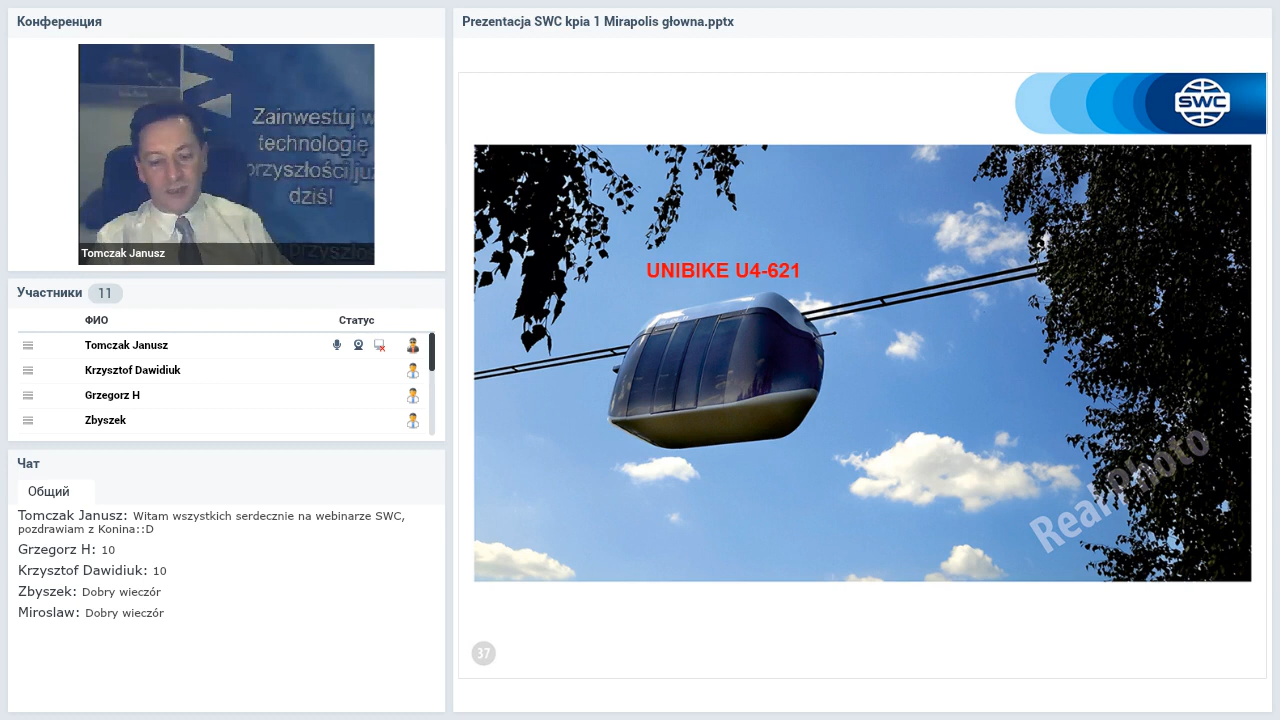 Конференция
Zainwestuj w
technologię
przyszłości już
dziś!
Tomczak Janusz
Участники 11
ФИО Статус
Tomczak Janusz
Krzysztof Dawidiuk
Grzegorz H
Zbyszek
Чат
Общий
Tomczak Janusz: Witam wszystkich serdecznie na webinarze SWC,
pozdrawiam z Konina::D
Grzegorz H: 10
Krzysztof Dawidiuk: 10
Zbyszek: Dobry wieczór
Miroslaw: Dobry wieczór
Prezentacja SWC kpia 1 Mirapolis głowna.pptx
SWC
UNIBIKE U4-621
Real Photo
37